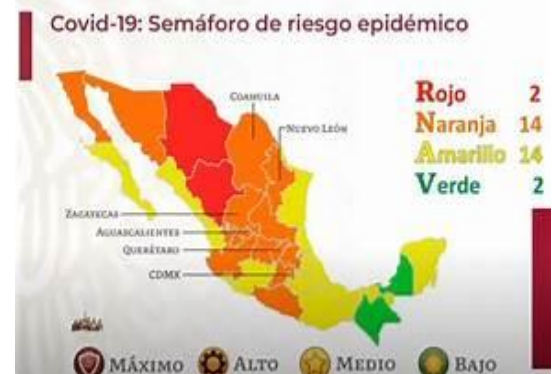 Covid-19: Semáforo de riesgo epidémico
Rojo 2
Naranja 14
Amarillo 14
Verde 2
COAHUILA
NUEVO LEÓN
ZACATECAS
AGUASCALIENTES
QUERÉTARO
CDMX
MÁXIMO ALTO MEDIO BAJO